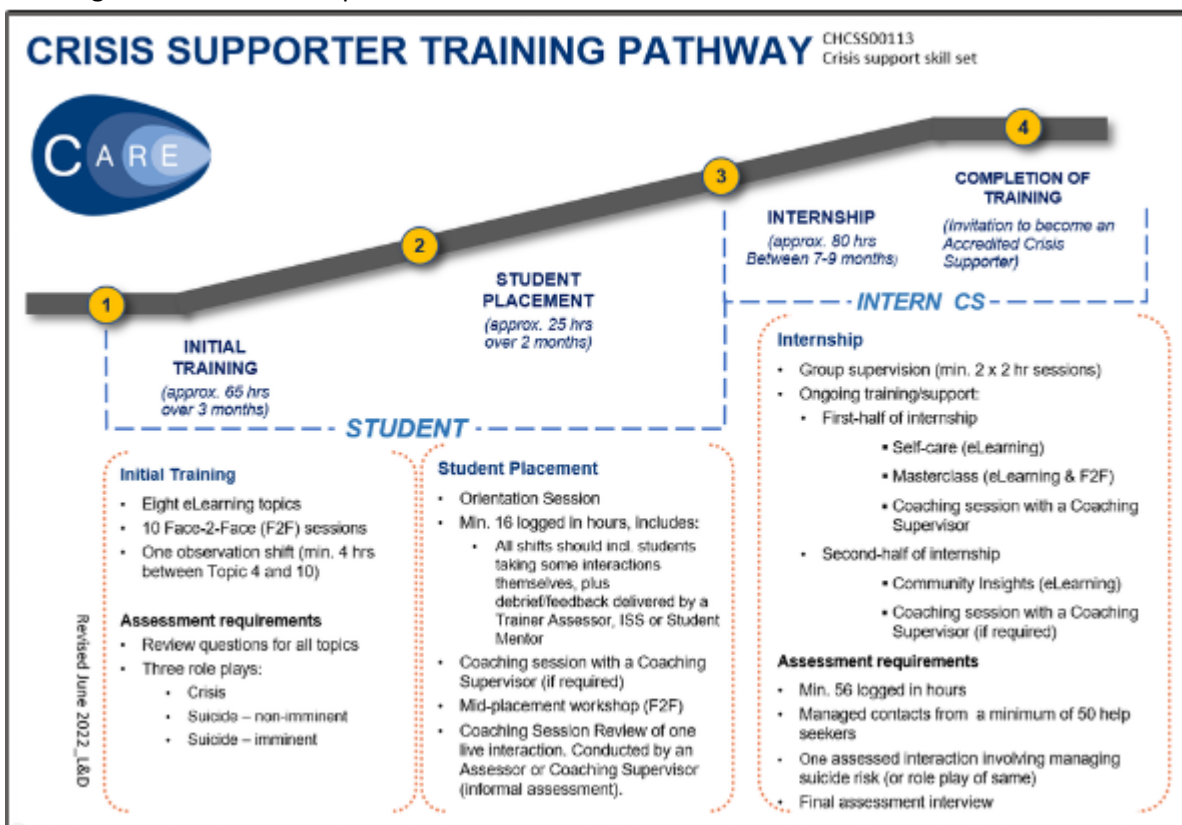 CRISIS SUPPORTER TRAINING PATHWAY
CHCSS00113
Crisis support skill set
CARE
1
2
3
4
INITIAL
TRAINING
(approx. 65 hrs
over 3 months)
STUDENT
PLACEMENT
(approx. 25 hrs
over 2 months)
INTERNSHIP
(approx. 80 hrs
Between 7-9 months)
COMPLETION OF
TRAINING
(Invitation to become an
Accredited Crisis
Supporter)
STUDENT
INTERN CS
Initial Training
• Eight eLearning topics
• 10 Face-2-Face (F2F) sessions
• One observation shift (min. 4 hrs
between Topic 4 and 10)
Assessment requirements
• Review questions for all topics
• Three role plays:
• Crisis
• Suicide – non-imminent
• Suicide – imminent
Student Placement
• Orientation Session
• Min. 16 logged in hours, includes:
• All shifts should incl. students
taking some interactions
themselves, plus
debrief/feedback delivered by a
Trainer Assessor, ISS or Student
Mentor
• Coaching session with a Coaching
Supervisor (if required)
• Mid-placement workshop (F2F)
• Coaching Session Review of one
live interaction. Conducted by an
Assessor or Coaching Supervisor
(informal assessment).
Internship
• Group supervision (min. 2 x 2 hr sessions)
• Ongoing training/support:
• First-half of internship
▪ Self-care (eLearning)
▪ Masterclass (eLearning & F2F)
▪ Coaching session with a Coaching
Supervisor
• Second-half of internship
▪ Community Insights (eLearning)
▪ Coaching session with a Coaching
Supervisor (if required)
Assessment requirements
• Min. 56 logged in hours
• Managed contacts from a minimum of 50 help
seekers
• One assessed interaction involving managing
suicide risk (or role play of same)
• Final assessment interview
Revised June 2022_L&D